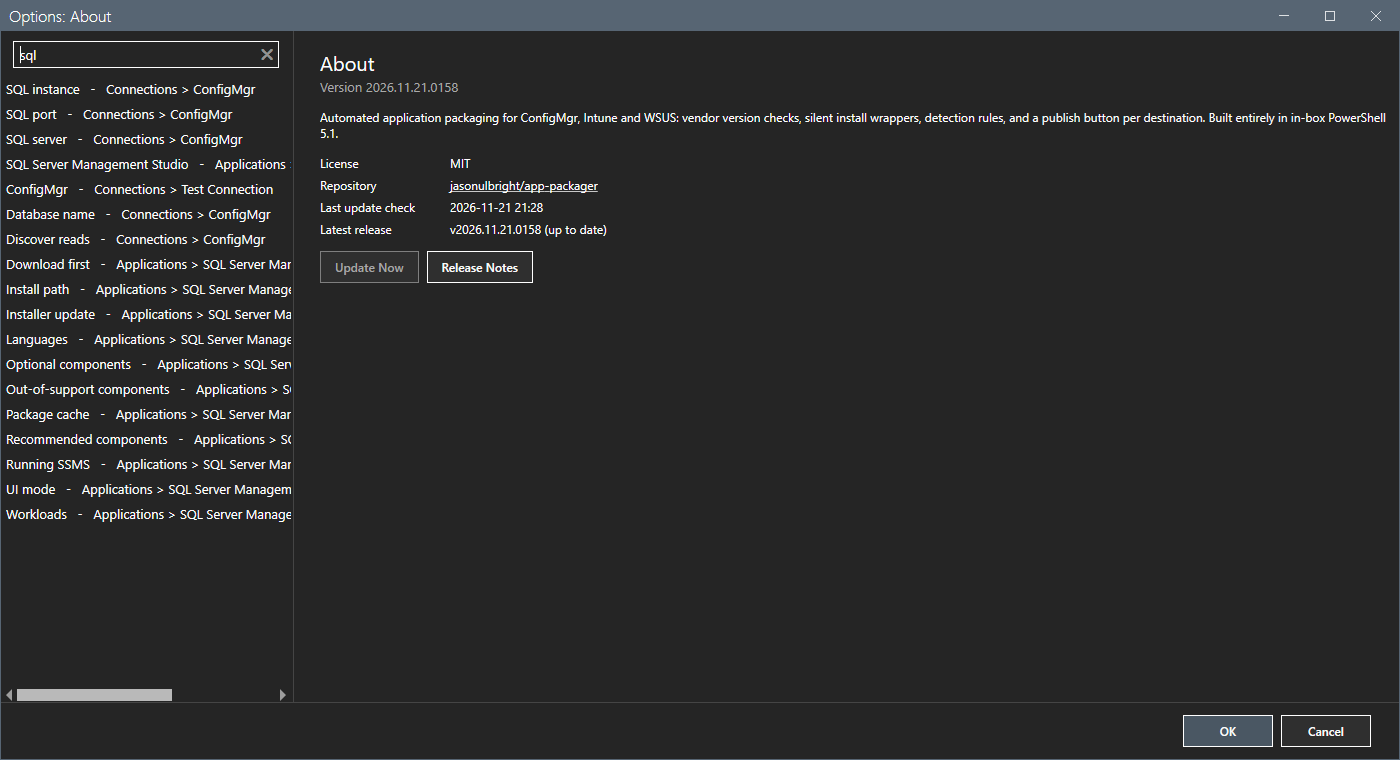 Options: About
sql
SQL instance - Connections > ConfigMgr
SQL port - Connections > ConfigMgr
SQL server - Connections > ConfigMgr
SQL Server Management Studio - Applications
ConfigMgr - Connections > Test Connection
Database name - Connections > ConfigMgr
Discover reads - Connections > ConfigMgr
Download first - Applications > SQL Server Mar
Install path - Applications > SQL Server Manage
Installer update - Applications > SQL Server Ma
Languages - Applications > SQL Server Manage
Optional components - Applications > SQL Serv
Out-of-support components - Applications > S
Package cache - Applications > SQL Server Mar
Recommended components - Applications > SQ
Running SSMS - Applications > SQL Server Mar
UI mode - Applications > SQL Server Managem
Workloads - Applications > SQL Server Manage
About
Version 2026.11.21.0158
Automated application packaging for ConfigMgr, Intune and WSUS: vendor version checks, silent install wrappers, detection rules, and a publish button per destination. Built entirely in in-box PowerShell
5.1.
License MIT
Repository jasonulbright/app-packager
Last update check 2026-11-21 21:28
Latest release v2026.11.21.0158 (up to date)
Update Now Release Notes
OK Cancel